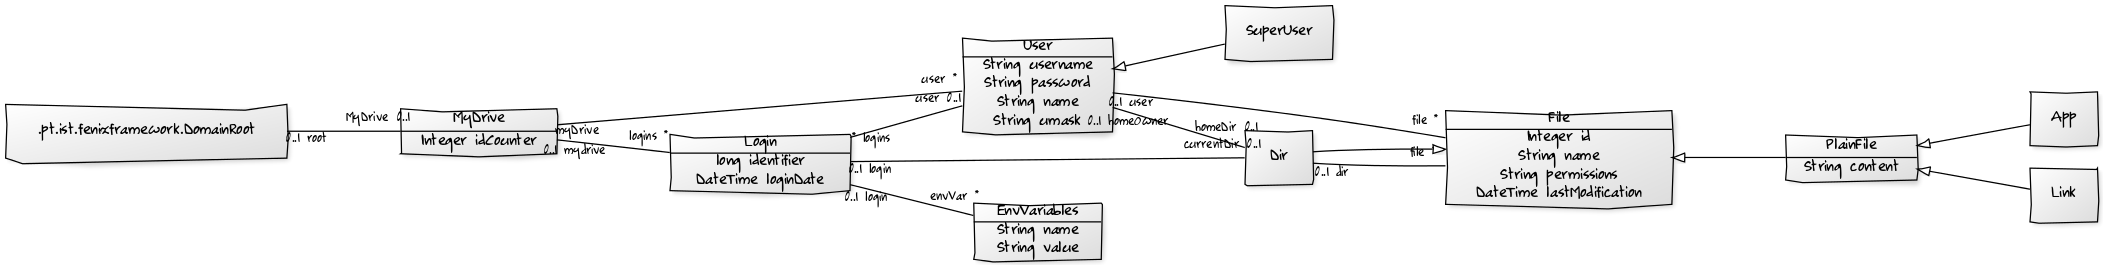 SuperUser
User
String username
String password
String name
String umask
user *
user 0..1
0..1 user
0..1 homeOwner
.pt.ist.fenixframework.DomainRoot
0..1 root
MyDrive 0..1
MyDrive
Integer idCounter
myDrive
0..1 mydrive
logins *
Login
long identifier
DateTime loginDate
* logins
0..1 login
0..1 login
envVar *
EnvVariables
String name
String value
homeDir 0..1
currentDir 0..1
Dir
0..1 dir
file *
file
File
Integer id
String name
String permissions
DateTime lastModification
PlainFile
String content
App
Link